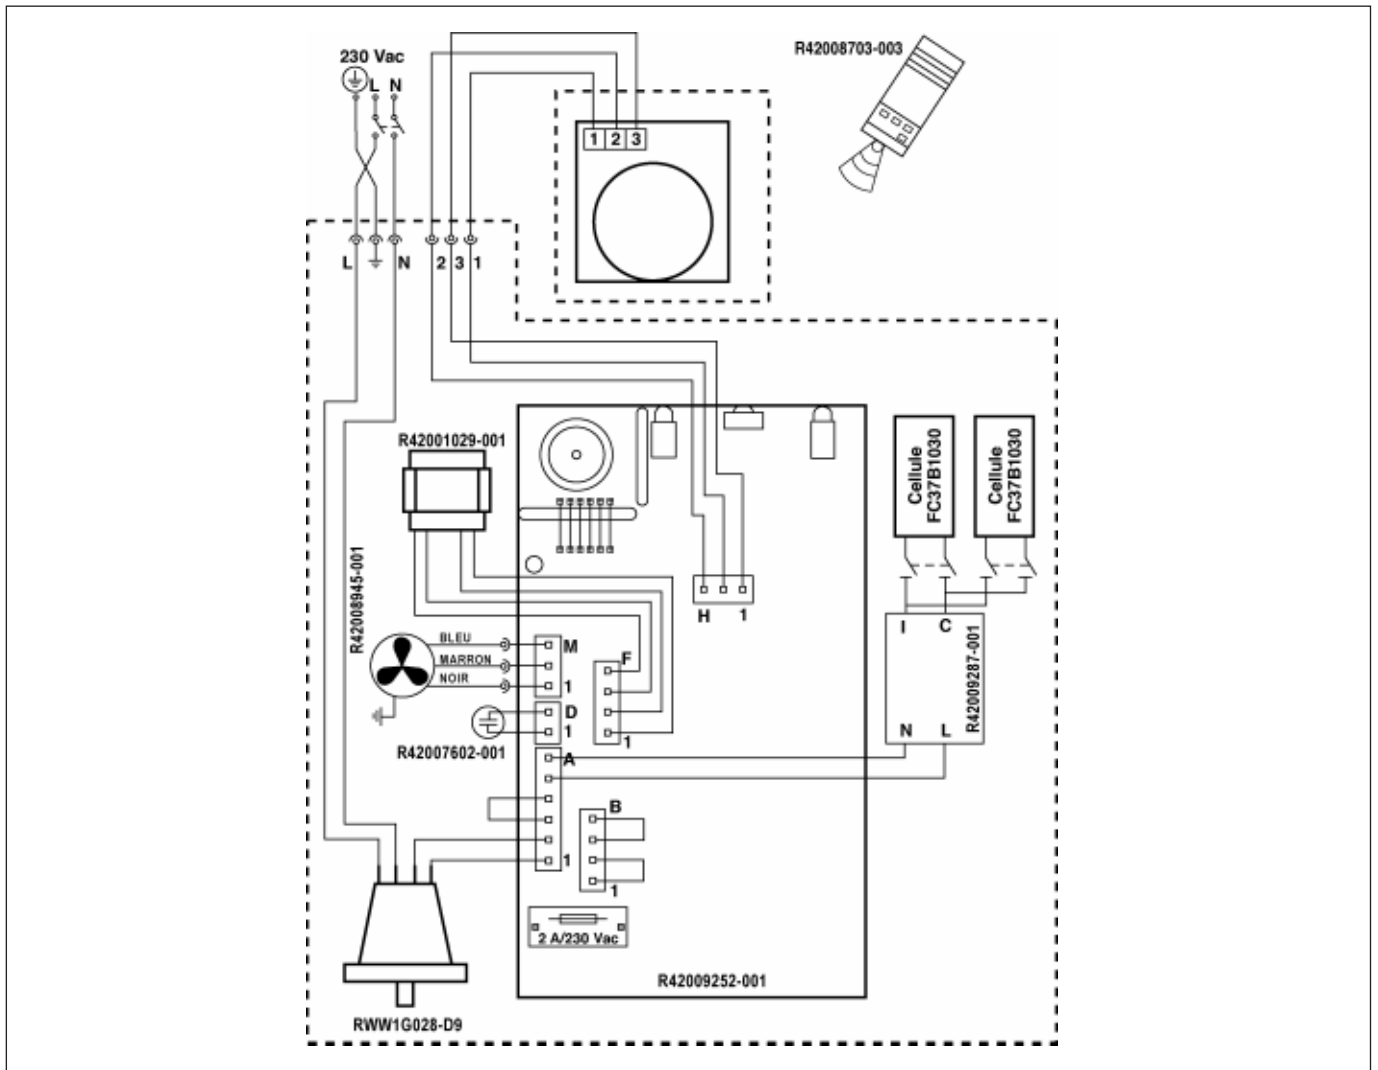 230 Vac
L N
R42008703-003
1 2 3
L N 2 3 1
R42001029-001
Cellule
FC37B1030
Cellule
FC37B1030
R42008945-001
H 1
I C
R42009287-001
N L
BLEU
MARRON
NOIR
M
1
F
1
D
1
R42007602-001
A
1
B
1
2 A/230 Vac
R42009252-001
RWW1G028-D9